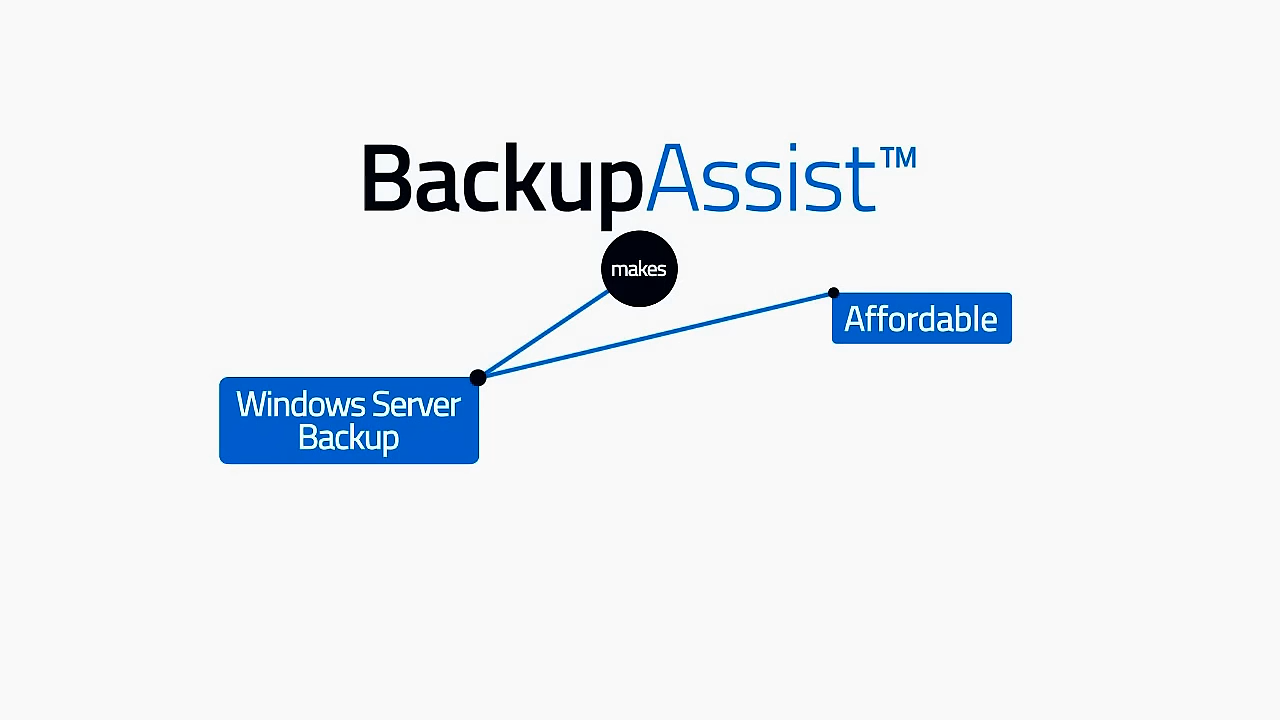 BackupAssist™
makes
Affordable
Windows Server
Backup